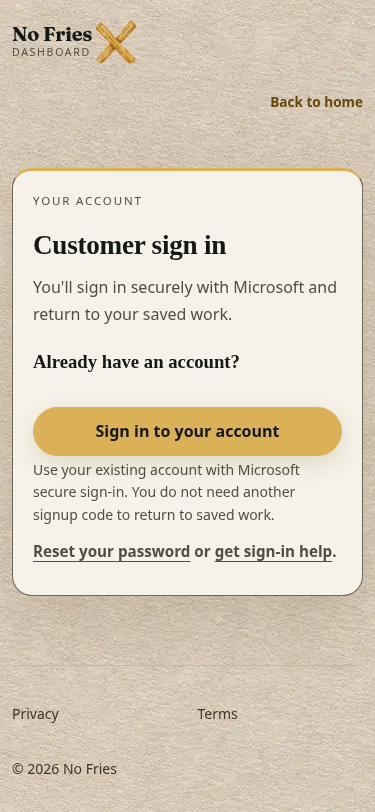 No Fries
DASHBOARD
Back to home
YOUR ACCOUNT
Customer sign in
You'll sign in securely with Microsoft and
return to your saved work.
Already have an account?
Sign in to your account
Use your existing account with Microsoft
secure sign-in. You do not need another
signup code to return to saved work.
Reset your password or get sign-in help.
Privacy
Terms
© 2026 No Fries